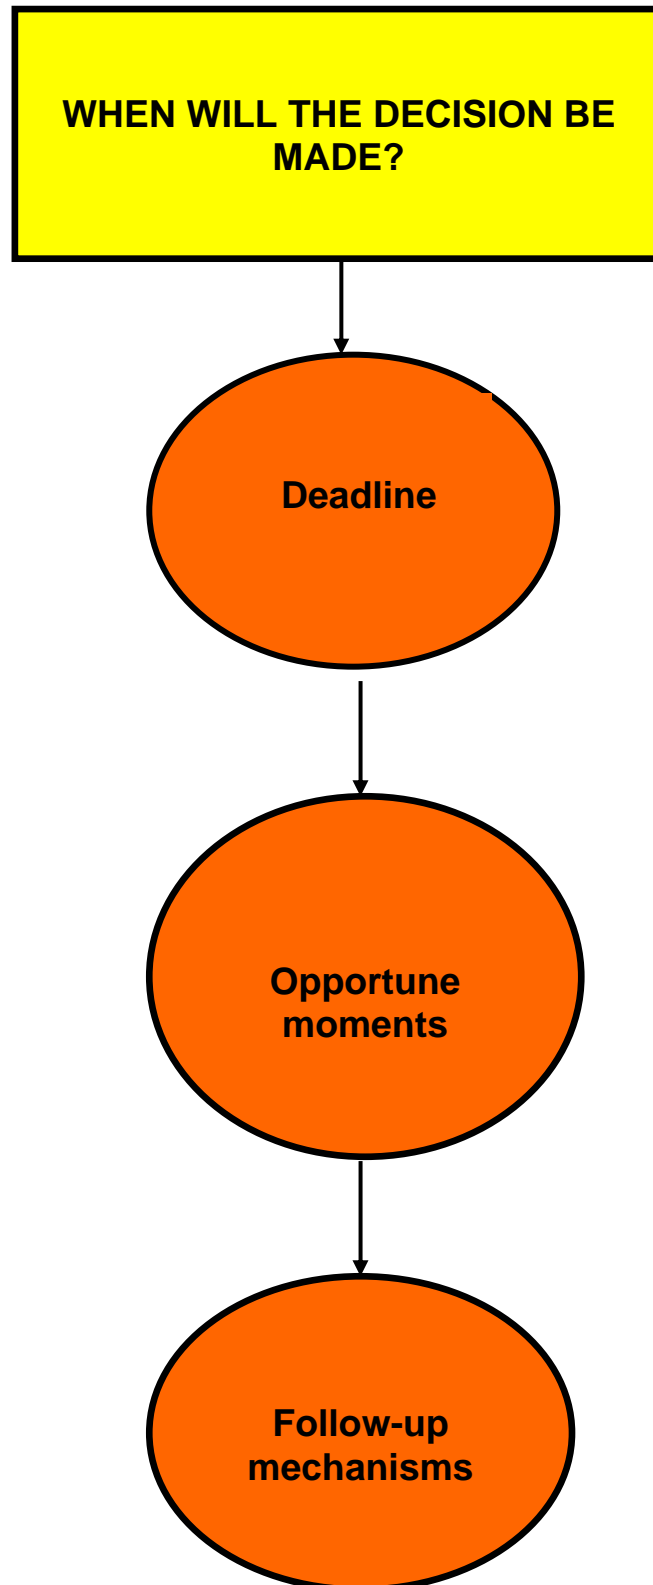 WHEN WILL THE DECISION BE
MADE?
Deadline
Opportune
moments
Follow-up
mechanisms